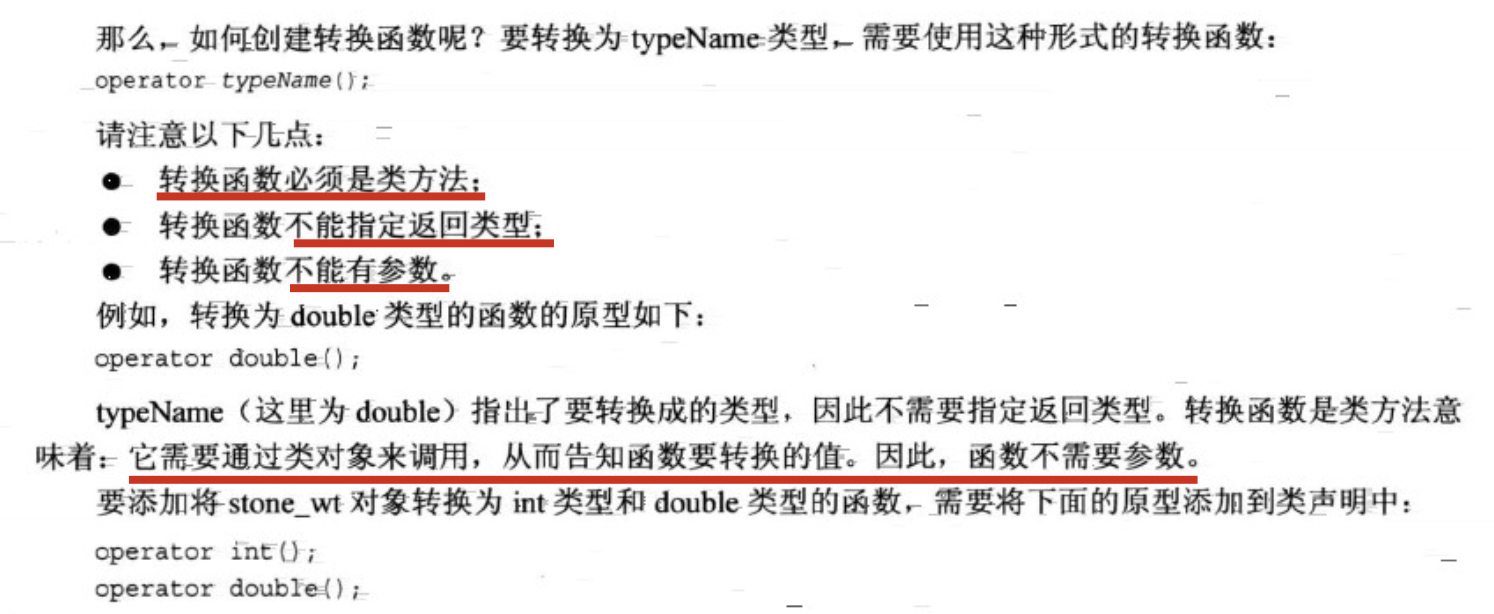 那么，如何创建转换函数呢？要转换为 typeName 类型，需要使用这种形式的转换函数：
operator typeName();
请注意以下几点：
● 转换函数必须是类方法；
● 转换函数不能指定返回类型；
● 转换函数不能有参数。
例如，转换为 double 类型的函数的原型如下：
operator double();
typeName（这里为 double）指出了要转换成的类型，因此不需要指定返回类型。转换函数是类方法意
味着：它需要通过类对象来调用，从而告知函数要转换的值。因此，函数不需要参数。
要添加将 stone_wt 对象转换为 int 类型和 double 类型的函数，需要将下面的原型添加到类声明中：
operator int();
operator double();